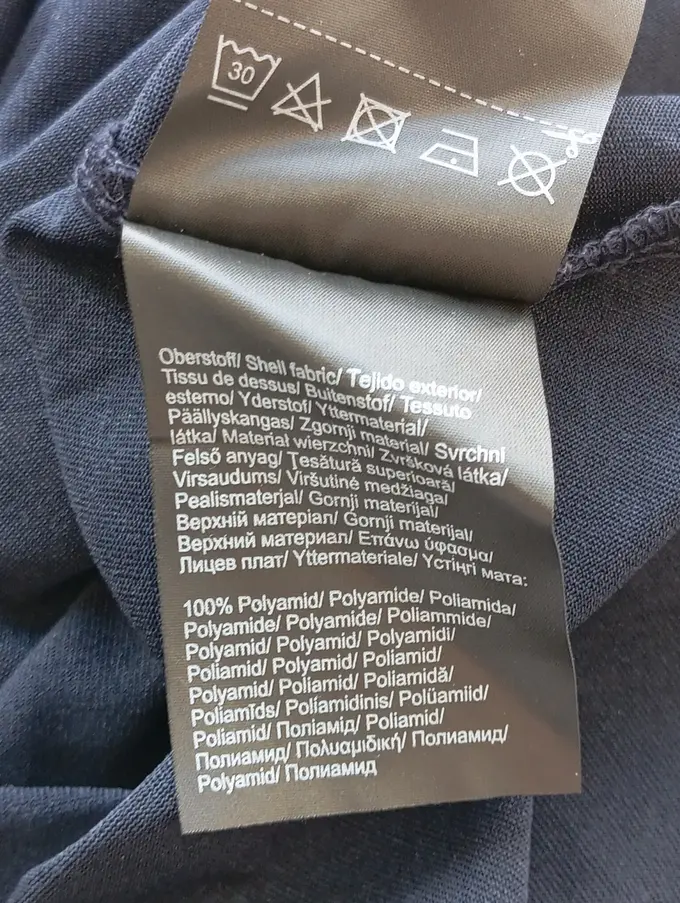 30
Oberstoff/ Shell fabric/ Tejido exterior/
Tissu de dessus/ Buitenstof/ Tessuto
esterno/ Yderstof/ Yttermaterial/
Päällyskangas/ Zgornji material/ Svrchní
látka/ Materiał wierzchni/ Zvršková látka/
Felső anyag/ Țesătură superioară/
Virsaudums/ Viršutinė medžiaga/
Pealismaterjal/ Gornji materijal/
Верхній матеріал/ Gornji materijal/
Верхний материал/ Επάνω ύφασμα/
Лицев плат/ Yttermateriale/ Үстіңгі мата:
100% Polyamid/ Polyamide/ Poliamida/
Polyamide/ Polyamide/ Poliammide/
Polyamid/ Polyamid/ Polyamidi/
Poliamid/ Polyamid/ Poliamid/
Polyamid/ Poliamid/ Poliamidă/
Poliamīds/ Poliamidinis/ Polüamiid/
Poliamid/ Поліамід/ Poliamid/
Полиамид/ Πολυαμιδική/ Полиамид/
Polyamid/ Полиамид